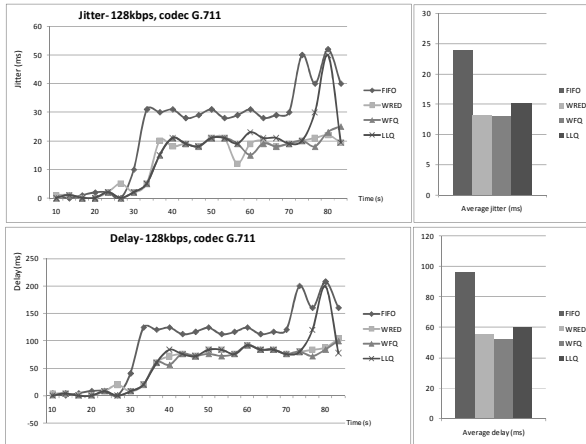 Jitter- 128kbps, codec G.711
Jitter (ms)
60
50
40
30
20
10
0
10 20 30 40 50 60 70 80
Time(s)
FIFO
WRED
WFQ
LLQ
30
25
20
15
10
5
0
Average jitter (ms)
FIFO
WRED
WFQ
LLQ
Delay-128kbps, codec G.711
Delay(ms)
250
200
150
100
50
0
-50
10 20 30 40 50 60 70 80
Time(s)
FIFO
WRED
WFQ
LLQ
120
100
80
60
40
20
0
Average delay (ms)
FIFO
WRED
WFQ
LLQ